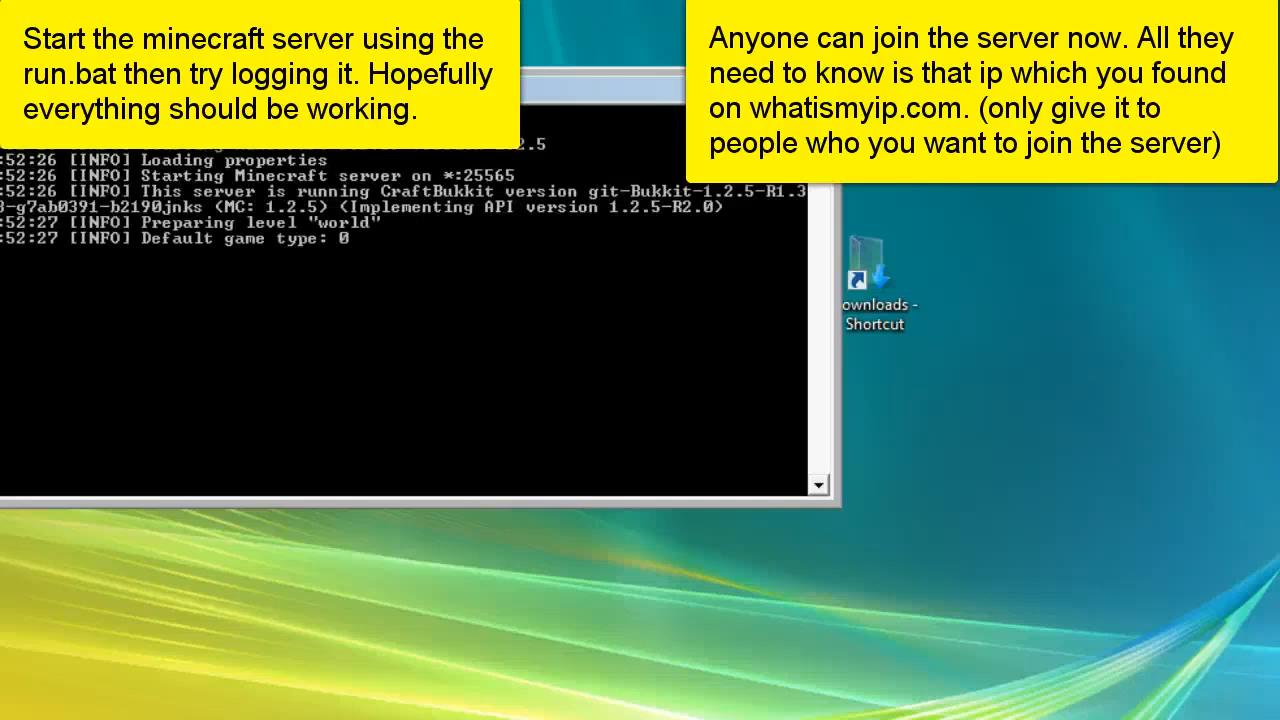 Start the minecraft server using the
run.bat then try logging it. Hopefully
everything should be working.
Anyone can join the server now. All they
need to know is that ip which you found
on whatismyip.com. (only give it to
people who you want to join the server)
2.5
:52:26 [INFO] Loading properties
:52:26 [INFO] Starting Minecraft server on *:25565
:52:26 [INFO] This server is running CraftBukkit version git-Bukkit-1.2.5-R1.3
-g7ab0391-b2190jnks (MC: 1.2.5) (Implementing API version 1.2.5-R2.0)
:52:27 [INFO] Preparing level "world"
:52:27 [INFO] Default game type: 0
ownloads -
Shortcut